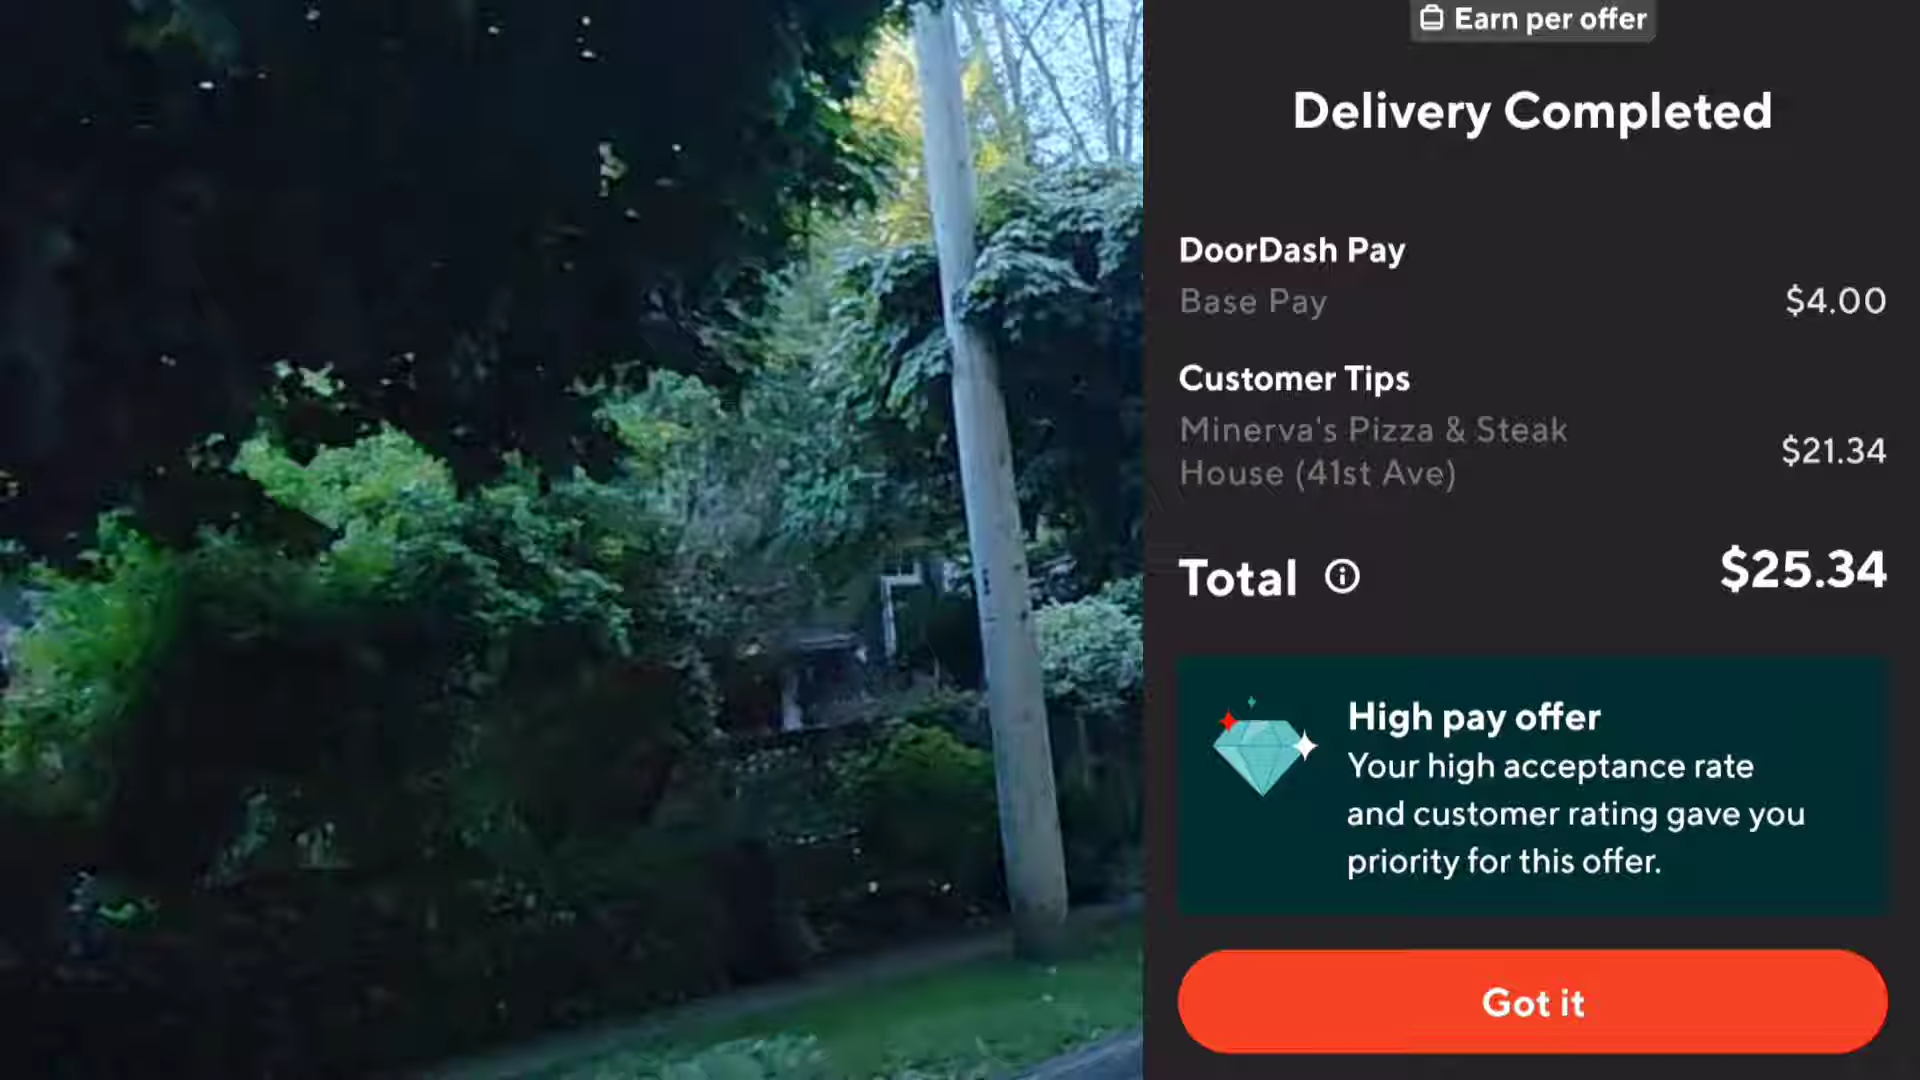 Earn per offer
Delivery Completed
DoorDash Pay
Base Pay
$4.00
Customer Tips
Minerva's Pizza & Steak
House (41st Ave)
$21.34
Total
$25.34
High pay offer
Your high acceptance rate
and customer rating gave you
priority for this offer.
Got it